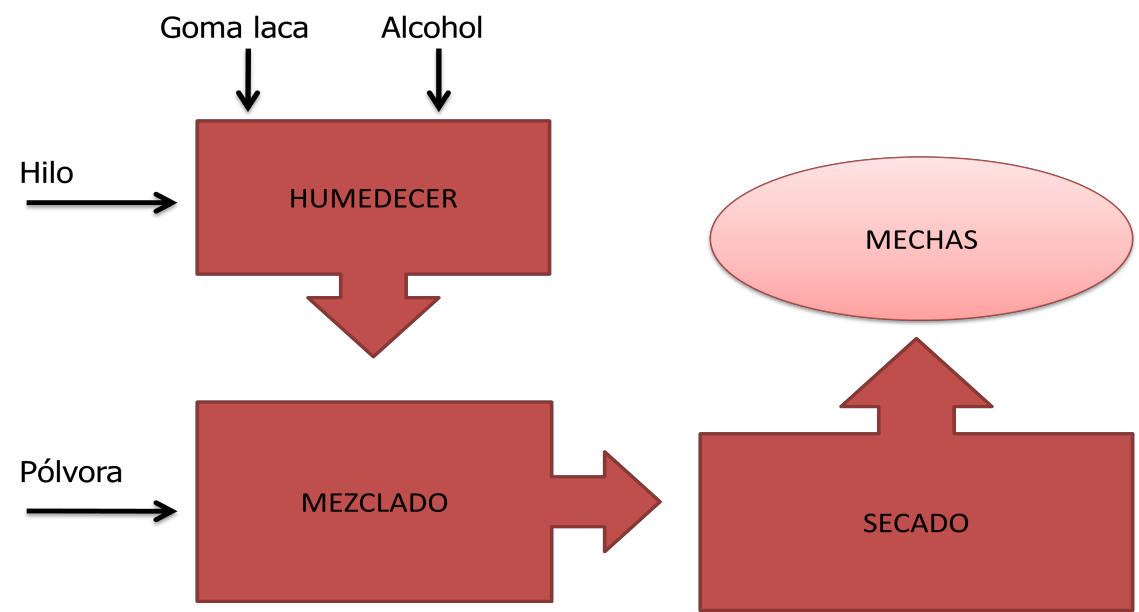 Goma laca
Alcohol
Hilo
HUMEDECER
MECHAS
Pólvora
MEZCLADO
SECADO